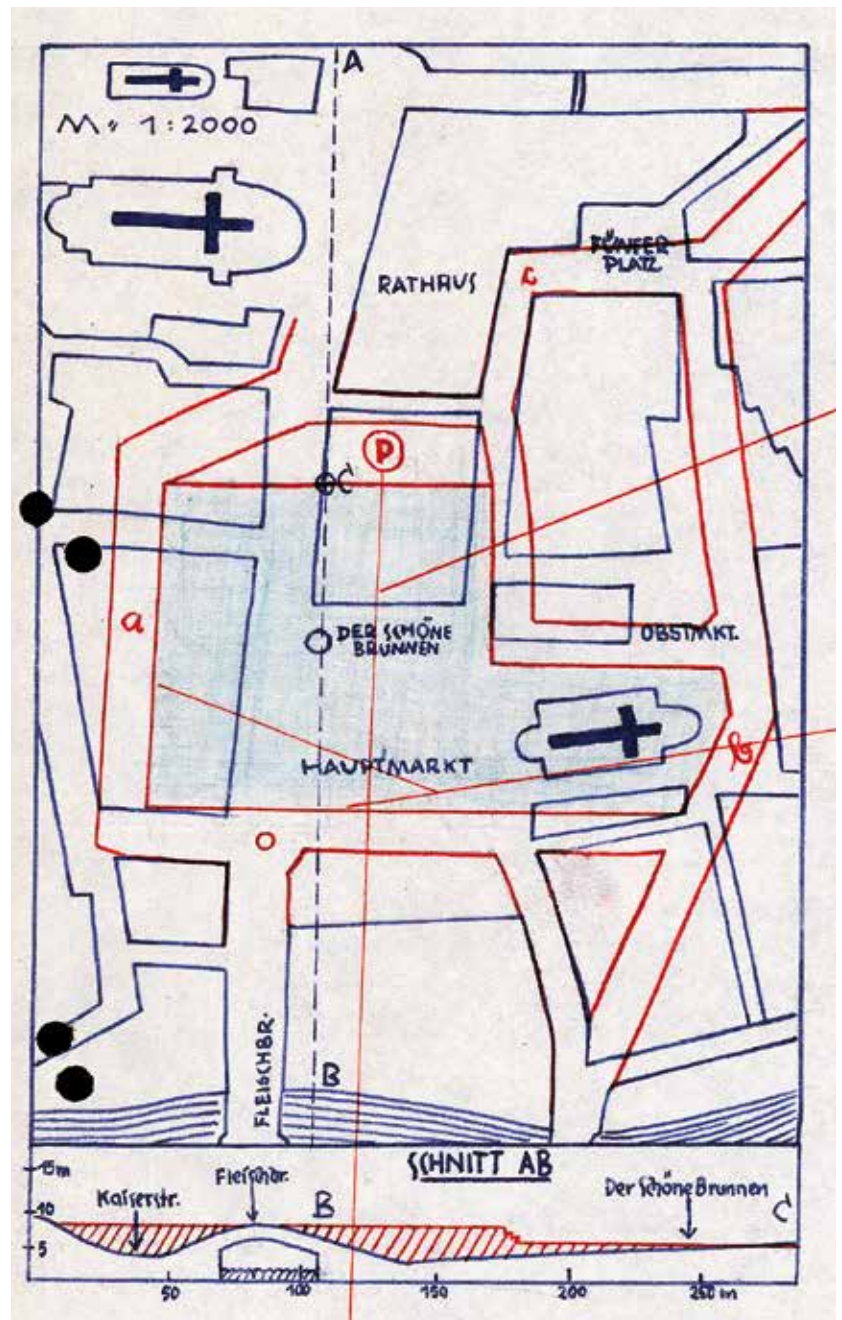 A
M = 1:2000
RATHAUS
FÜNFER
PLATZ
c
P
C
a
DER SCHÖNE
BRUNNEN
OBSTMKT.
HAUPTMARKT
b
FLEISCHBR.
B
SCHNITT AB
15m
10
5
Kaiserstr.
Fleischbr.
B
Der Schöne Brunnen
C
50
100
150
200
250 m